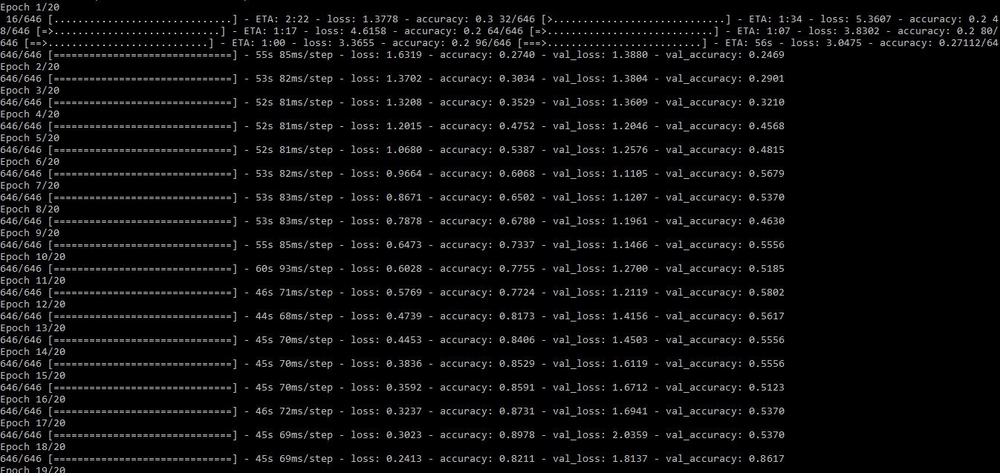 Epoch 1/20
 16/646 [..............................] - ETA: 2:22 - loss: 1.3778 - accuracy: 0.3 32/646 [>.............................] - ETA: 1:34 - loss: 5.3607 - accuracy: 0.2 4
8/646 [=>............................] - ETA: 1:17 - loss: 4.6158 - accuracy: 0.2 64/646 [=>............................] - ETA: 1:07 - loss: 3.8302 - accuracy: 0.2 80/
646 [==>...........................] - ETA: 1:00 - loss: 3.3655 - accuracy: 0.2 96/646 [===>..........................] - ETA: 56s - loss: 3.0475 - accuracy: 0.27112/64
646/646 [==============================] - 55s 85ms/step - loss: 1.6319 - accuracy: 0.2740 - val_loss: 1.3880 - val_accuracy: 0.2469
Epoch 2/20
646/646 [==============================] - 53s 82ms/step - loss: 1.3702 - accuracy: 0.3034 - val_loss: 1.3804 - val_accuracy: 0.2901
Epoch 3/20
646/646 [==============================] - 52s 81ms/step - loss: 1.3208 - accuracy: 0.3529 - val_loss: 1.3609 - val_accuracy: 0.3210
Epoch 4/20
646/646 [==============================] - 52s 81ms/step - loss: 1.2015 - accuracy: 0.4752 - val_loss: 1.2046 - val_accuracy: 0.4568
Epoch 5/20
646/646 [==============================] - 52s 81ms/step - loss: 1.0680 - accuracy: 0.5387 - val_loss: 1.2576 - val_accuracy: 0.4815
Epoch 6/20
646/646 [==============================] - 53s 82ms/step - loss: 0.9664 - accuracy: 0.6068 - val_loss: 1.1105 - val_accuracy: 0.5679
Epoch 7/20
646/646 [==============================] - 53s 83ms/step - loss: 0.8671 - accuracy: 0.6502 - val_loss: 1.1207 - val_accuracy: 0.5370
Epoch 8/20
646/646 [==============================] - 53s 82ms/step - loss: 0.7878 - accuracy: 0.6780 - val_loss: 1.1961 - val_accuracy: 0.4630
Epoch 9/20
646/646 [==============================] - 55s 85ms/step - loss: 0.6473 - accuracy: 0.7337 - val_loss: 1.1466 - val_accuracy: 0.5556
Epoch 10/20
646/646 [==============================] - 60s 93ms/step - loss: 0.6028 - accuracy: 0.7755 - val_loss: 1.2700 - val_accuracy: 0.5185
Epoch 11/20
646/646 [==============================] - 46s 71ms/step - loss: 0.5769 - accuracy: 0.7724 - val_loss: 1.2119 - val_accuracy: 0.5802
Epoch 12/20
646/646 [==============================] - 44s 68ms/step - loss: 0.4739 - accuracy: 0.8173 - val_loss: 1.4156 - val_accuracy: 0.5617
Epoch 13/20
646/646 [==============================] - 45s 70ms/step - loss: 0.4453 - accuracy: 0.8406 - val_loss: 1.4503 - val_accuracy: 0.5556
Epoch 14/20
646/646 [==============================] - 45s 70ms/step - loss: 0.3836 - accuracy: 0.8529 - val_loss: 1.6119 - val_accuracy: 0.5556
Epoch 15/20
646/646 [==============================] - 45s 70ms/step - loss: 0.3592 - accuracy: 0.8591 - val_loss: 1.6712 - val_accuracy: 0.5123
Epoch 16/20
646/646 [==============================] - 46s 72ms/step - loss: 0.3237 - accuracy: 0.8731 - val_loss: 1.6941 - val_accuracy: 0.5370
Epoch 17/20
646/646 [==============================] - 45s 69ms/step - loss: 0.3023 - accuracy: 0.8978 - val_loss: 2.0359 - val_accuracy: 0.5370
Epoch 18/20
646/646 [==============================] - 45s 69ms/step - loss: 0.2413 - accuracy: 0.8211 - val_loss: 1.8137 - val_accuracy: 0.8617
Epoch 19/20